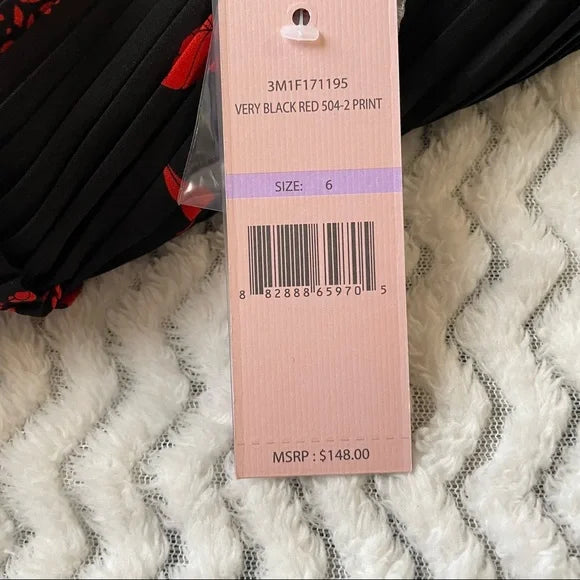 3M1F171195
VERY BLACK RED 504-2 PRINT
SIZE: 6
8 82888 65970 5
MSRP : $148.00